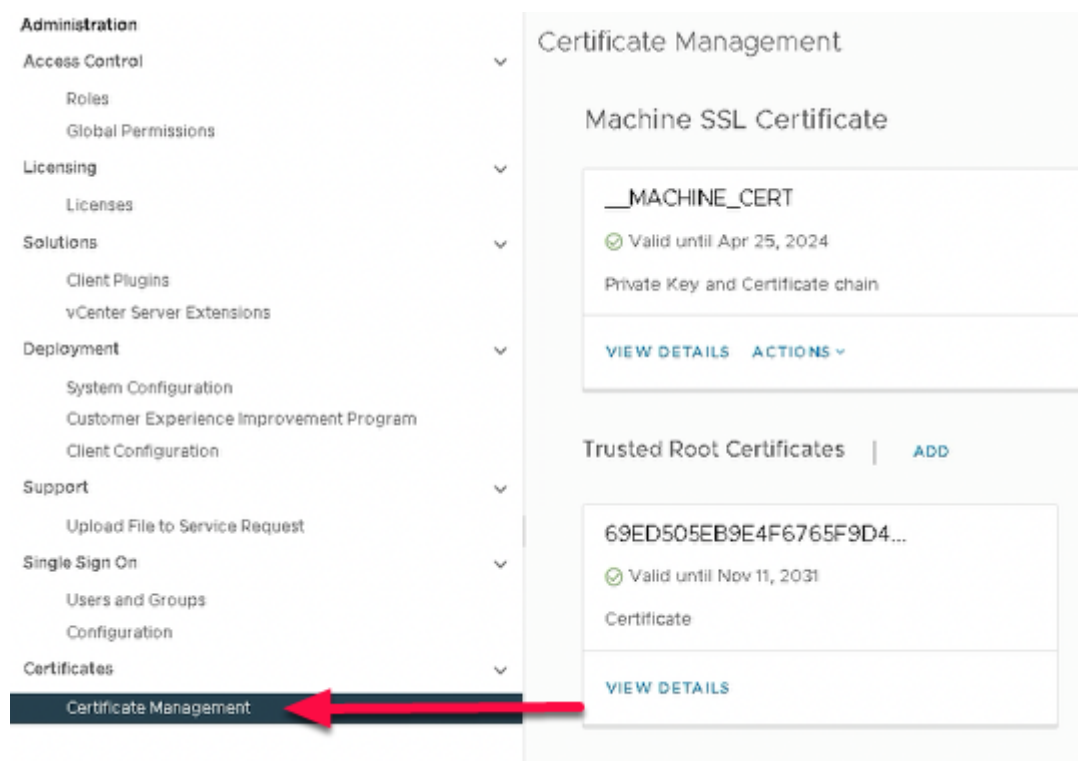 Administration
Access Control
Roles
Global Permissions
Licensing
Licenses
Solutions
Client Plugins
vCenter Server Extensions
Deployment
System Configuration
Customer Experience Improvement Program
Client Configuration
Support
Upload File to Service Request
Single Sign On
Users and Groups
Configuration
Certificates
Certificate Management
Certificate Management
Machine SSL Certificate
__MACHINE_CERT
Valid until Apr 25, 2024
Private Key and Certificate chain
VIEW DETAILS ACTIONS
Trusted Root Certificates | ADD
69ED505EB9E4F6765F9D4...
Valid until Nov 11, 2031
Certificate
VIEW DETAILS